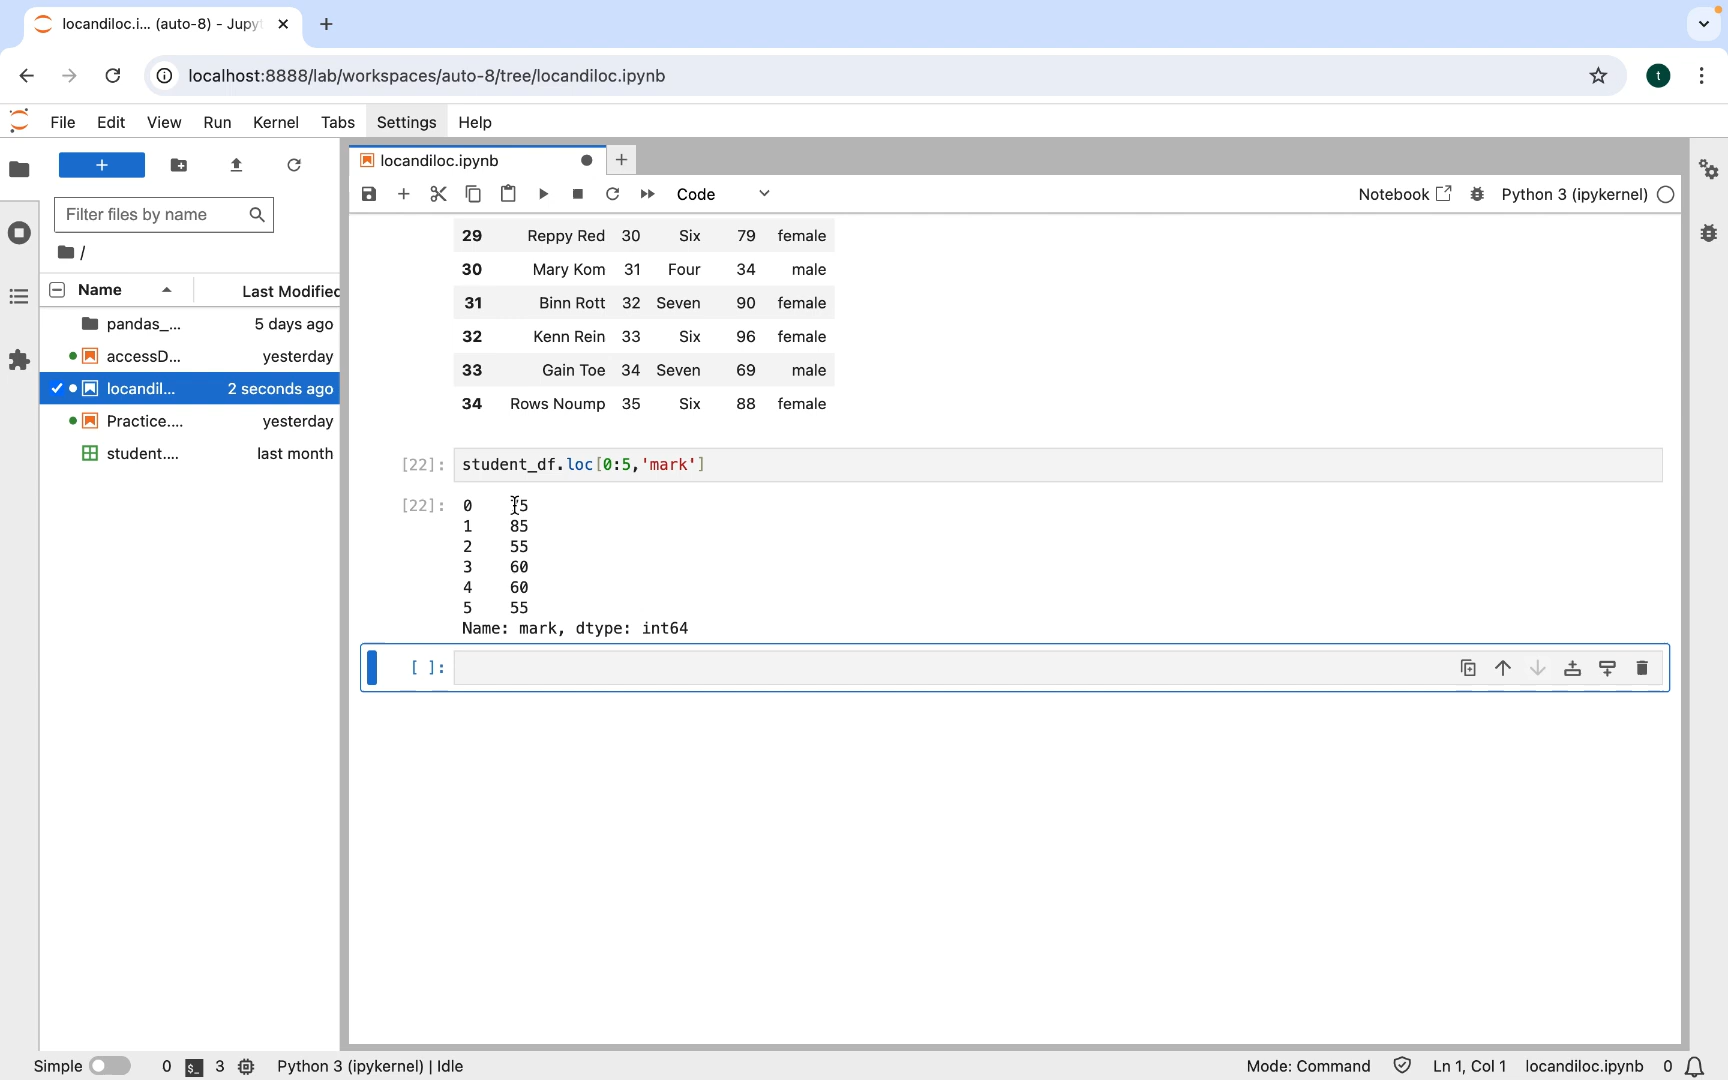 locandiloc.i... (auto-8) - Jupy
localhost:8888/lab/workspaces/auto-8/tree/locandiloc.ipynb
t
File Edit View Run Kernel Tabs Settings Help
Filter files by name
/
Name Last Modified
pandas_... 5 days ago
accessD... yesterday
locandil... 2 seconds ago
Practice.... yesterday
student.... last month
locandiloc.ipynb
Code Notebook Python 3 (ipykernel)
29 Reppy Red 30 Six 79 female
30 Mary Kom 31 Four 34 male
31 Binn Rott 32 Seven 90 female
32 Kenn Rein 33 Six 96 female
33 Gain Toe 34 Seven 69 male
34 Rows Noump 35 Six 88 female
[22]: student_df.loc[0:5,'mark']
[22]: 0
1 85
2 55
3 60
4 60
5 55
Name: mark, dtype: int64
[ ]:
Simple 0 $_ 3 Python 3 (ipykernel) | Idle Mode: Command Ln 1, Col 1 locandiloc.ipynb 0